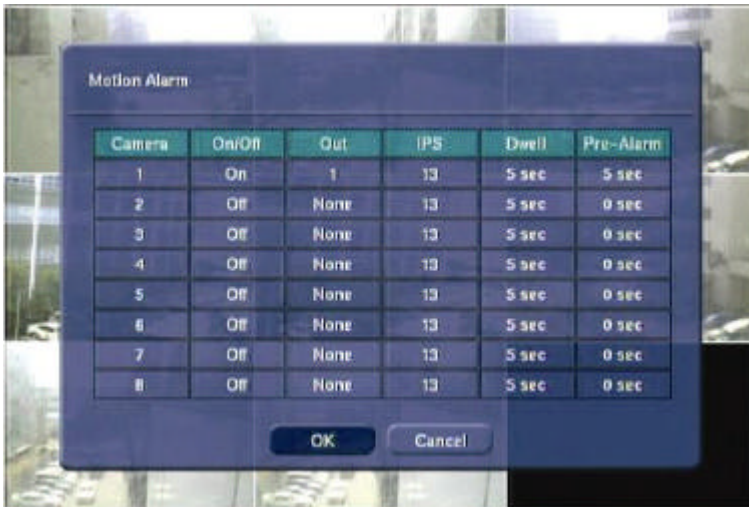 Motion Alarm
Camera On/Off Out IPS Dwell Pre-Alarm
1 On 1 13 5 sec 5 sec
2 Off None 13 5 sec 0 sec
3 Off None 13 5 sec 0 sec
4 Off None 13 5 sec 0 sec
5 Off None 13 5 sec 0 sec
6 Off None 13 5 sec 0 sec
7 Off None 13 5 sec 0 sec
8 Off None 13 5 sec 0 sec
OK Cancel